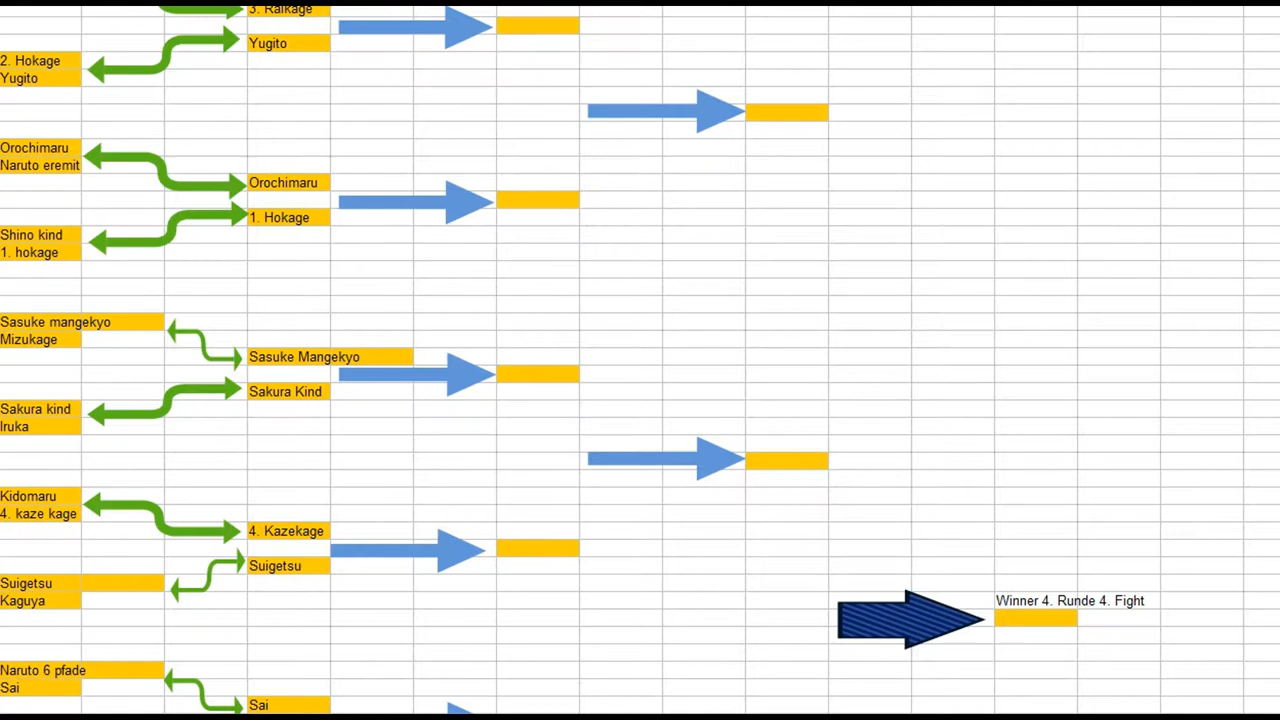 3. Raikage
Yugito
2. Hokage
Yugito
Orochimaru
Naruto eremit
Orochimaru
1. Hokage
Shino kind
1. hokage
Sasuke mangekyo
Mizukage
Sasuke Mangekyo
Sakura Kind
Sakura kind
Iruka
Kidomaru
4. kaze kage
4. Kazekage
Suigetsu
Suigetsu
Kaguya
Winner 4. Runde 4. Fight
Naruto 6 pfade
Sai
Sai